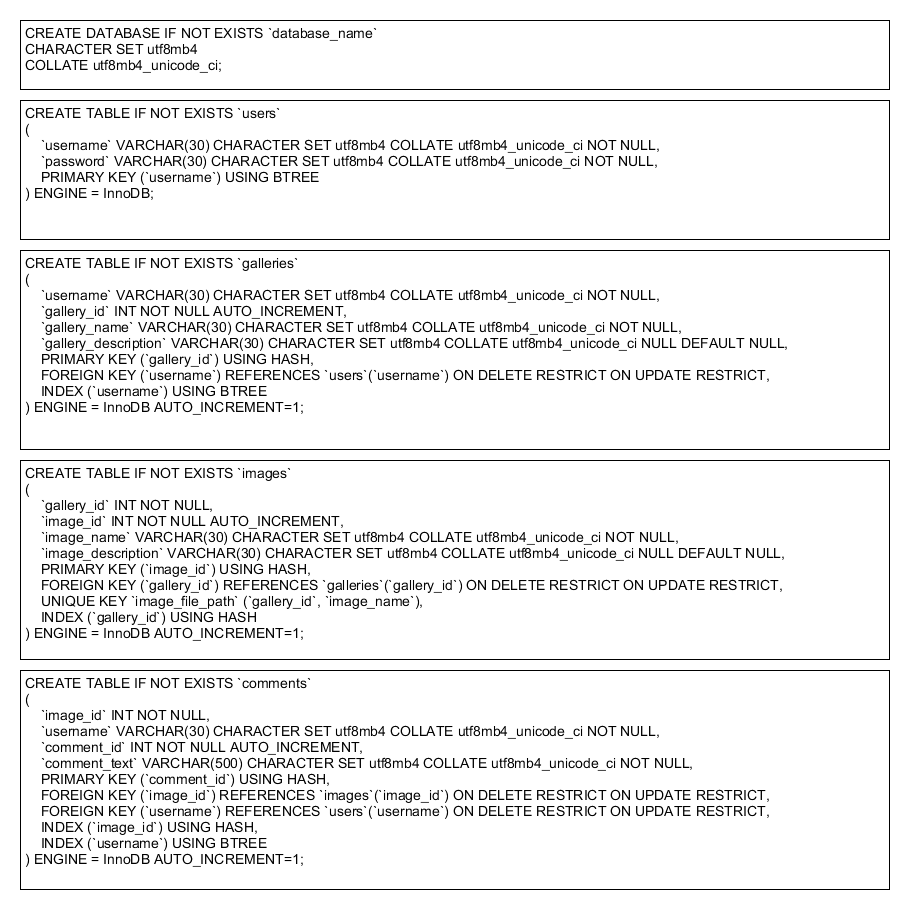 CREATE DATABASE IF NOT EXISTS `database_name`
CHARACTER SET utf8mb4
COLLATE utf8mb4_unicode_ci;
CREATE TABLE IF NOT EXISTS `users`
(
`username` VARCHAR(30) CHARACTER SET utf8mb4 COLLATE utf8mb4_unicode_ci NOT NULL,
`password` VARCHAR(30) CHARACTER SET utf8mb4 COLLATE utf8mb4_unicode_ci NOT NULL,
PRIMARY KEY (`username`) USING BTREE
) ENGINE = InnoDB;
CREATE TABLE IF NOT EXISTS `galleries`
(
`username` VARCHAR(30) CHARACTER SET utf8mb4 COLLATE utf8mb4_unicode_ci NOT NULL,
`gallery_id` INT NOT NULL AUTO_INCREMENT,
`gallery_name` VARCHAR(30) CHARACTER SET utf8mb4 COLLATE utf8mb4_unicode_ci NOT NULL,
`gallery_description` VARCHAR(30) CHARACTER SET utf8mb4 COLLATE utf8mb4_unicode_ci NULL DEFAULT NULL,
PRIMARY KEY (`gallery_id`) USING HASH,
FOREIGN KEY (`username`) REFERENCES `users`(`username`) ON DELETE RESTRICT ON UPDATE RESTRICT,
INDEX (`username`) USING BTREE
) ENGINE = InnoDB AUTO_INCREMENT=1;
CREATE TABLE IF NOT EXISTS `images`
(
`gallery_id` INT NOT NULL,
`image_id` INT NOT NULL AUTO_INCREMENT,
`image_name` VARCHAR(30) CHARACTER SET utf8mb4 COLLATE utf8mb4_unicode_ci NOT NULL,
`image_description` VARCHAR(30) CHARACTER SET utf8mb4 COLLATE utf8mb4_unicode_ci NULL DEFAULT NULL,
PRIMARY KEY (`image_id`) USING HASH,
FOREIGN KEY (`gallery_id`) REFERENCES `galleries`(`gallery_id`) ON DELETE RESTRICT ON UPDATE RESTRICT,
UNIQUE KEY `image_file_path` (`gallery_id`, `image_name`),
INDEX (`gallery_id`) USING HASH
) ENGINE = InnoDB AUTO_INCREMENT=1;
CREATE TABLE IF NOT EXISTS `comments`
(
`image_id` INT NOT NULL,
`username` VARCHAR(30) CHARACTER SET utf8mb4 COLLATE utf8mb4_unicode_ci NOT NULL,
`comment_id` INT NOT NULL AUTO_INCREMENT,
`comment_text` VARCHAR(500) CHARACTER SET utf8mb4 COLLATE utf8mb4_unicode_ci NOT NULL,
PRIMARY KEY (`comment_id`) USING HASH,
FOREIGN KEY (`image_id`) REFERENCES `images`(`image_id`) ON DELETE RESTRICT ON UPDATE RESTRICT,
FOREIGN KEY (`username`) REFERENCES `users`(`username`) ON DELETE RESTRICT ON UPDATE RESTRICT,
INDEX (`image_id`) USING HASH,
INDEX (`username`) USING BTREE
) ENGINE = InnoDB AUTO_INCREMENT=1;